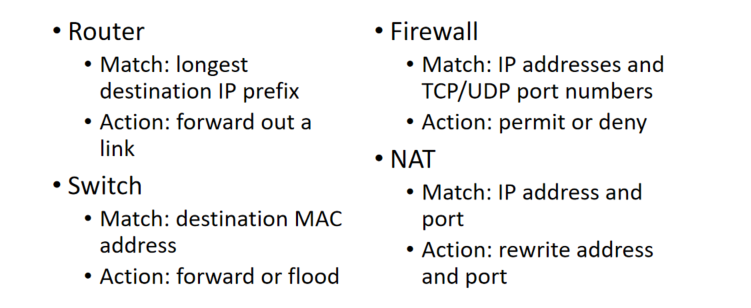 • Router
• Match: longest
destination IP prefix
• Action: forward out a
link
• Switch
• Match: destination MAC
address
• Action: forward or flood
• Firewall
• Match: IP addresses and
TCP/UDP port numbers
• Action: permit or deny
• NAT
• Match: IP address and
port
• Action: rewrite address
and port